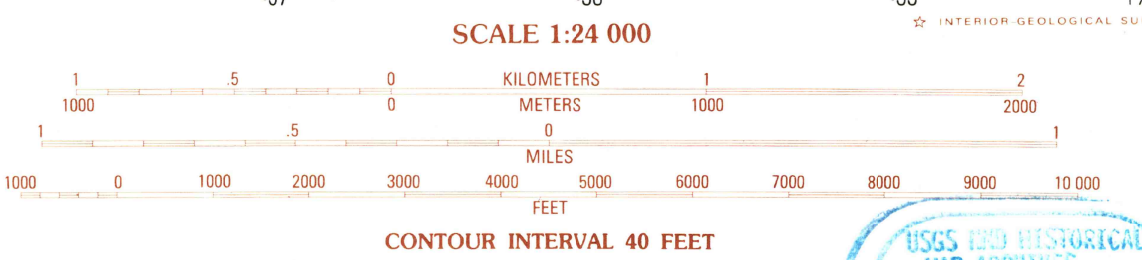 ☆ INTERIOR-GEOLOGICAL SU
SCALE 1:24 000
1 .5 0 KILOMETERS 1 2
1000 0 METERS 1000 2000
1 .5 0 1
MILES
1000 0 1000 2000 3000 4000 5000 6000 7000 8000 9000 10 000
FEET
CONTOUR INTERVAL 40 FEET
USGS HISTORICAL